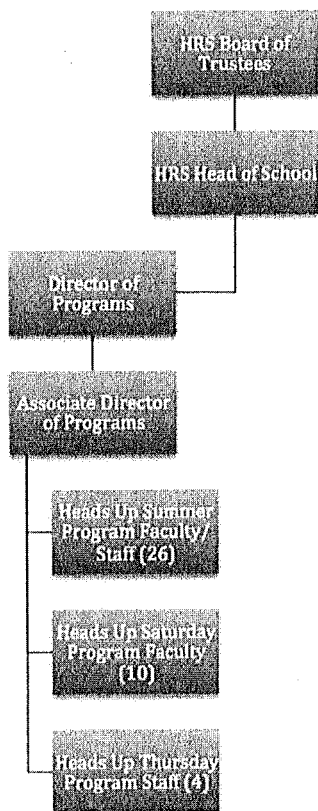 HRS Board of
Trustees
HRS Head of School
Director of
Programs
Associate Director
of Programs
Heads Up Summer
Program Faculty/
Staff (26)
Heads Up Saturday
Program Faculty
(10)
Heads Up Thursday
Program Staff (4)